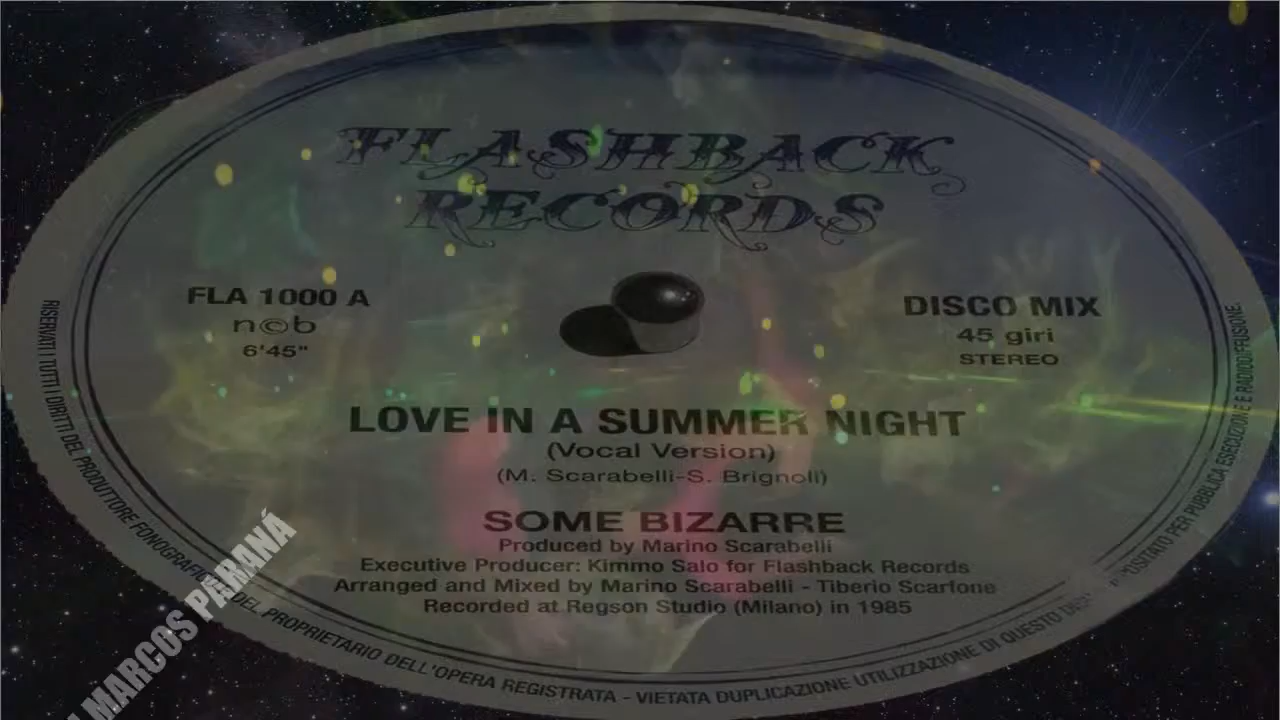 FLASHBACK
RECORDS
FLA 1000 A
n©b
6'45"
DISCO MIX
45 giri
STEREO
LOVE IN A SUMMER NIGHT
(Vocal Version)
(M. Scarabelli-S. Brignoli)
SOME BIZARRE
Produced by Marino Scarabelli
Executive Producer: Kimmo Salo for Flashback Records
Arranged and Mixed by Marino Scarabelli - Tiberio Scarfone
Recorded at Regson Studio (Milano) in 1985
RISERVATI I TUTTI I DIRITTI DEL PRODUTTORE FONOGRAFICO DEL PROPRIETARIO DELL'OPERA REGISTRATA - VIETATA DUPLICAZIONE UTILIZZAZIONE DI QUESTO PER PUBBLICA ESECUZIONE E RADIODIFFUSIONE.
MARCOS PARANÁ